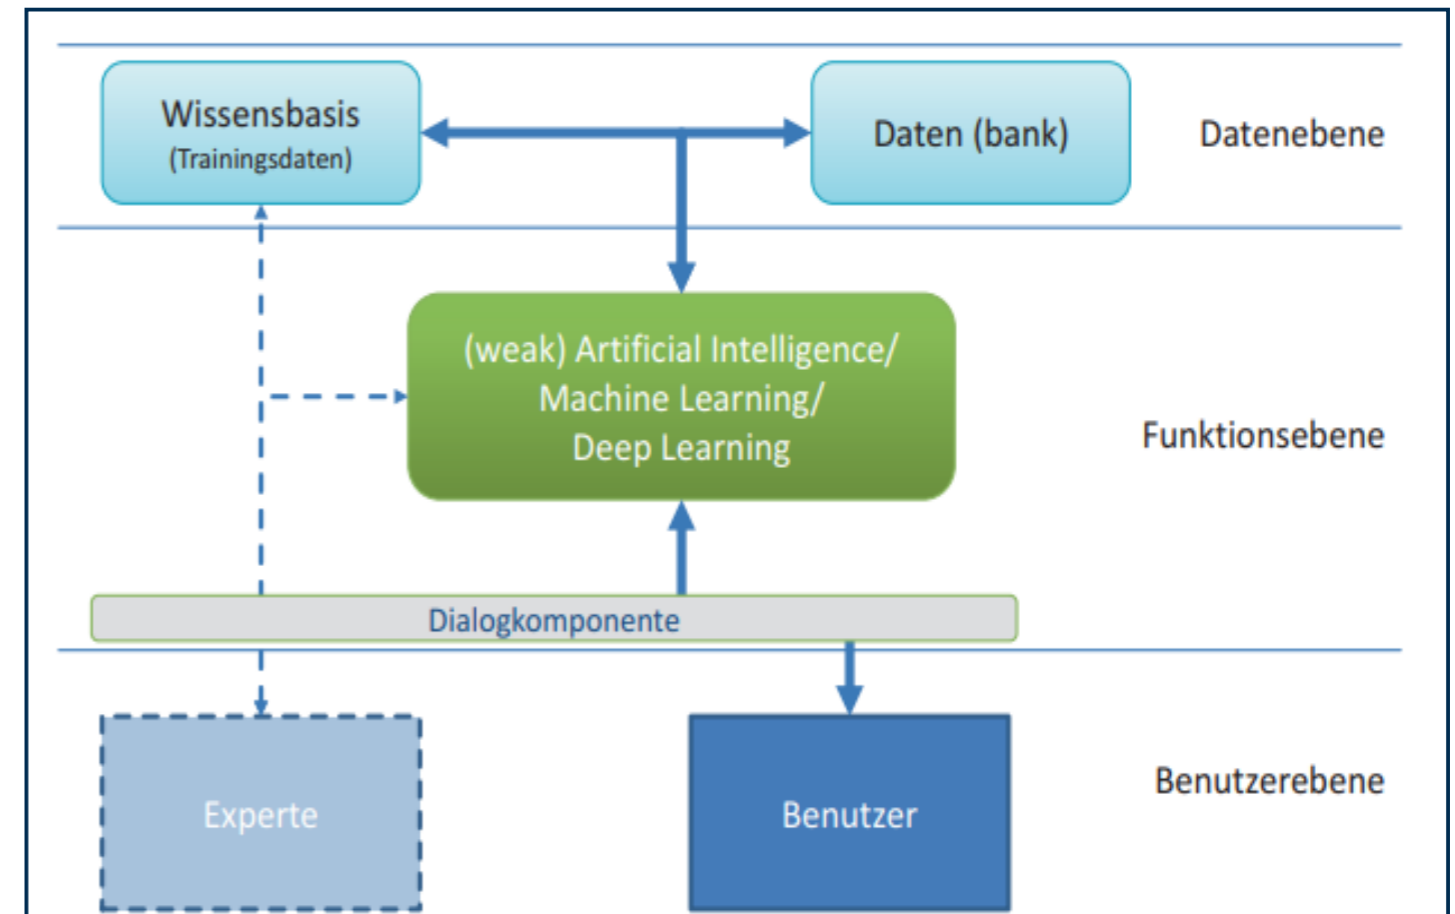 Wissensbasis
(Trainingsdaten)
Daten (bank)
Datenebene
(weak) Artificial Intelligence/
Machine Learning/
Deep Learning
Funktionsebene
Dialogkomponente
Experte
Benutzer
Benutzerebene